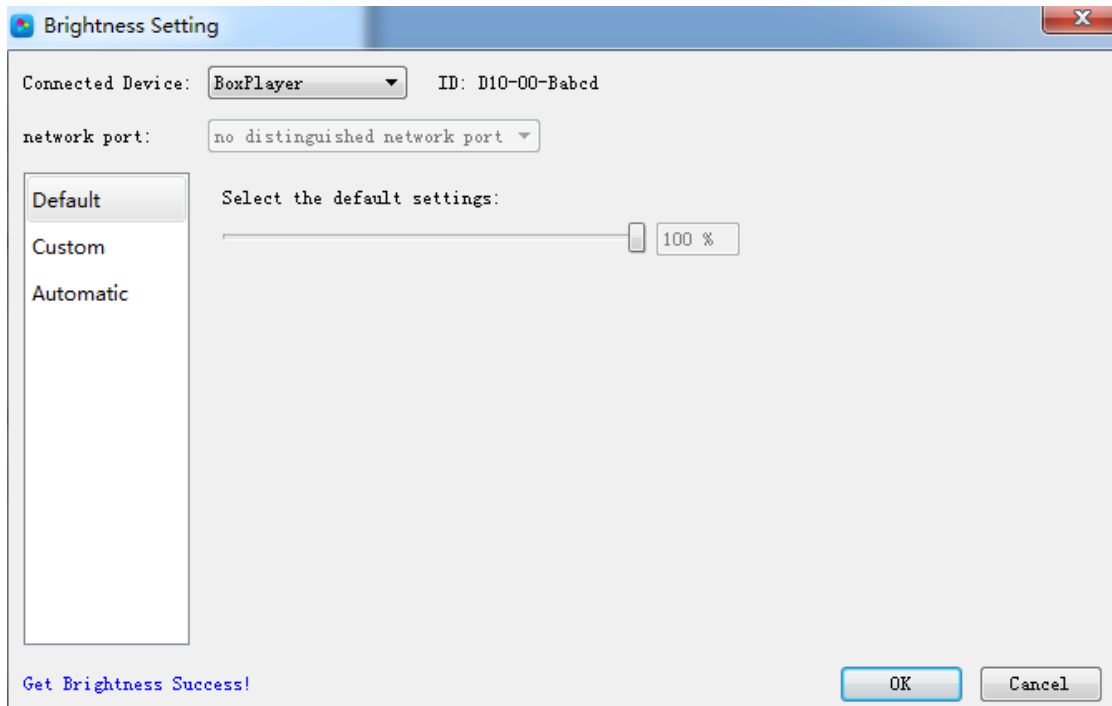 Brightness Setting
Connected Device: BoxPlayer ID: D10-00-Babcd
network port: no distinguished network port
Default
Custom
Automatic
Select the default settings:
100 %
Get Brightness Success!
OK
Cancel